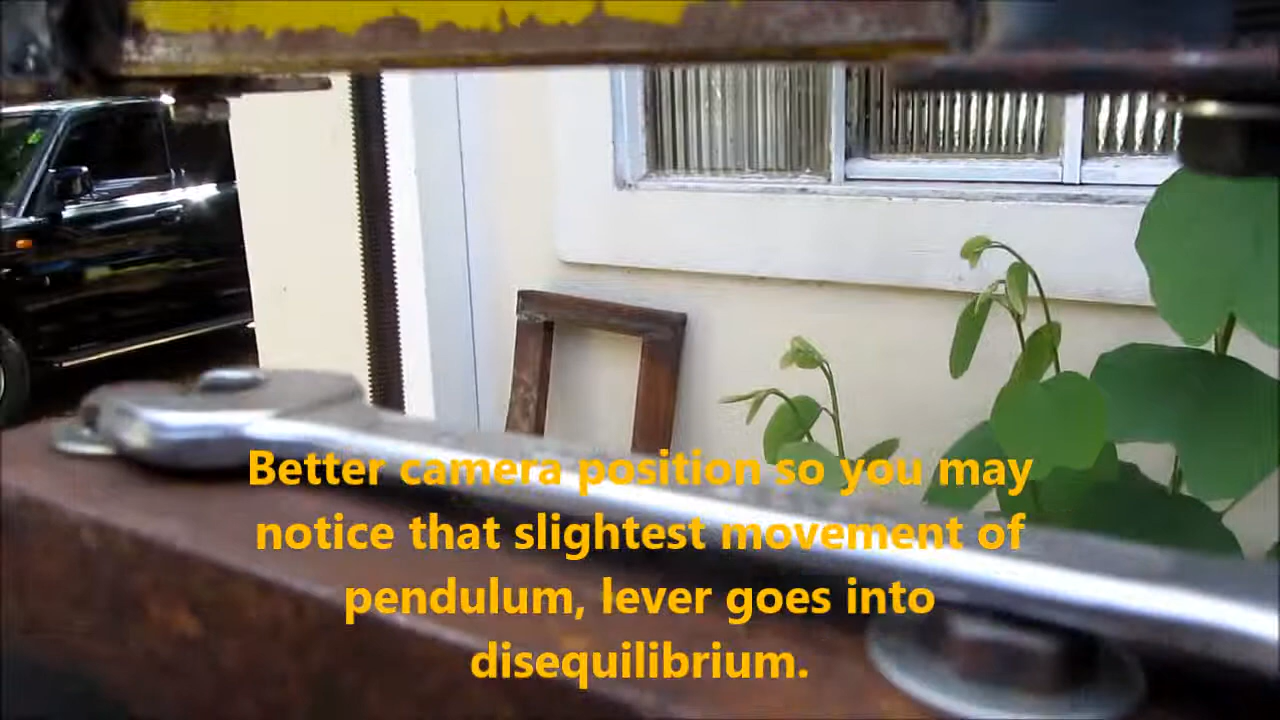 Better camera position so you may
notice that slightest movement of
pendulum, lever goes into
disequilibrium.